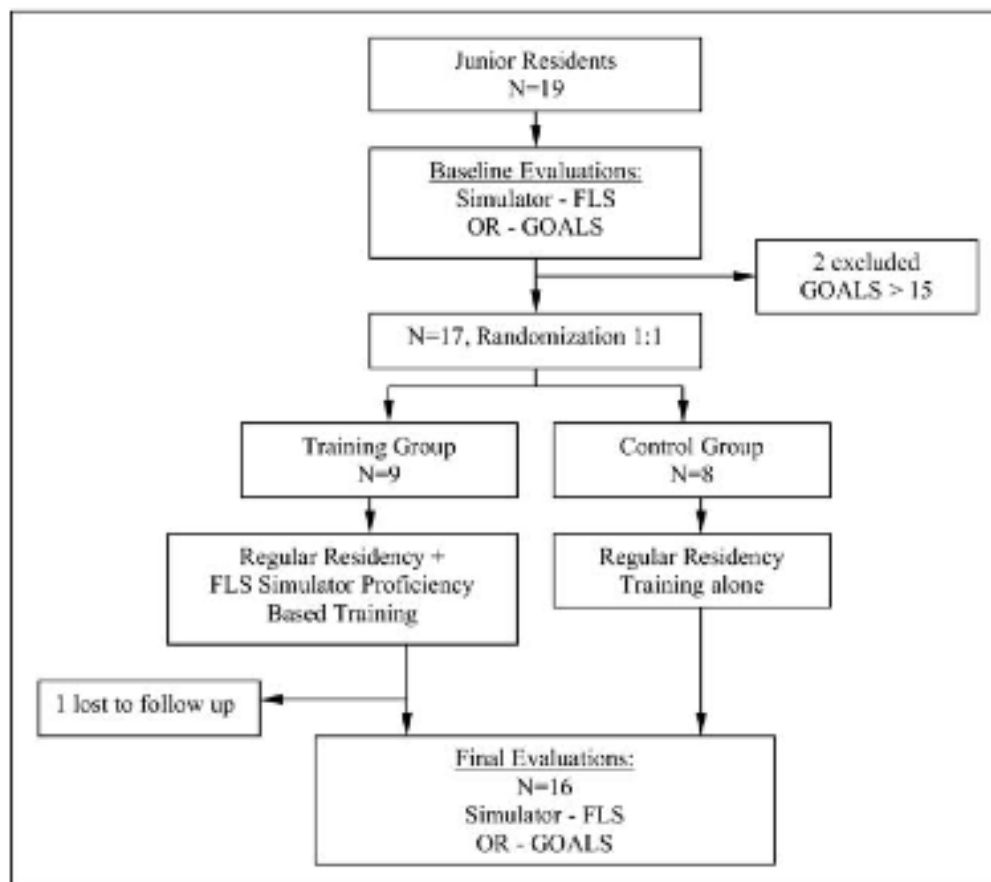 Junior Residents
N=19
Baseline Evaluations:
Simulator - FLS
OR - GOALS
2 excluded
GOALS > 15
N=17, Randomization 1:1
Training Group
N=9
Control Group
N=8
Regular Residency +
FLS Simulator Proficiency
Based Training
Regular Residency
Training alone
1 lost to follow up
Final Evaluations:
N=16
Simulator - FLS
OR - GOALS